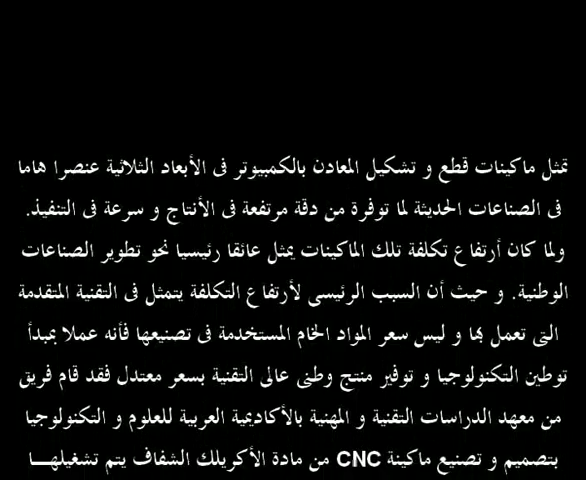 تمثل ماكينات قطع و تشكيل المعادن بالكمبيوتر فى الأبعاد الثلاثية عنصرا هاما
فى الصناعات الحديثة لما توفرة من دقة مرتفعة فى الأنتاج و سرعة فى التنفيذ.
ولما كان أرتفاع تكلفة تلك الماكينات يمثل عائقا رئيسيا نحو تطوير الصناعات
الوطنية. و حيث أن السبب الرئيسى لأرتفاع التكلفة يتمثل فى التقنية المتقدمة
التى تعمل بها و ليس سعر المواد الخام المستخدمة فى تصنيعها فأنه عملا بمبدأ
توطين التكنولوجيا و توفير منتج وطنى عالى التقنية بسعر معتدل فقد قام فريق
من معهد الدراسات التقنية و المهنية بالأكاديمية العربية للعلوم و التكنولوجيا
بتصميم و تصنيع ماكينة CNC من مادة الأكريلك الشفاف يتم تشغيلهـــا